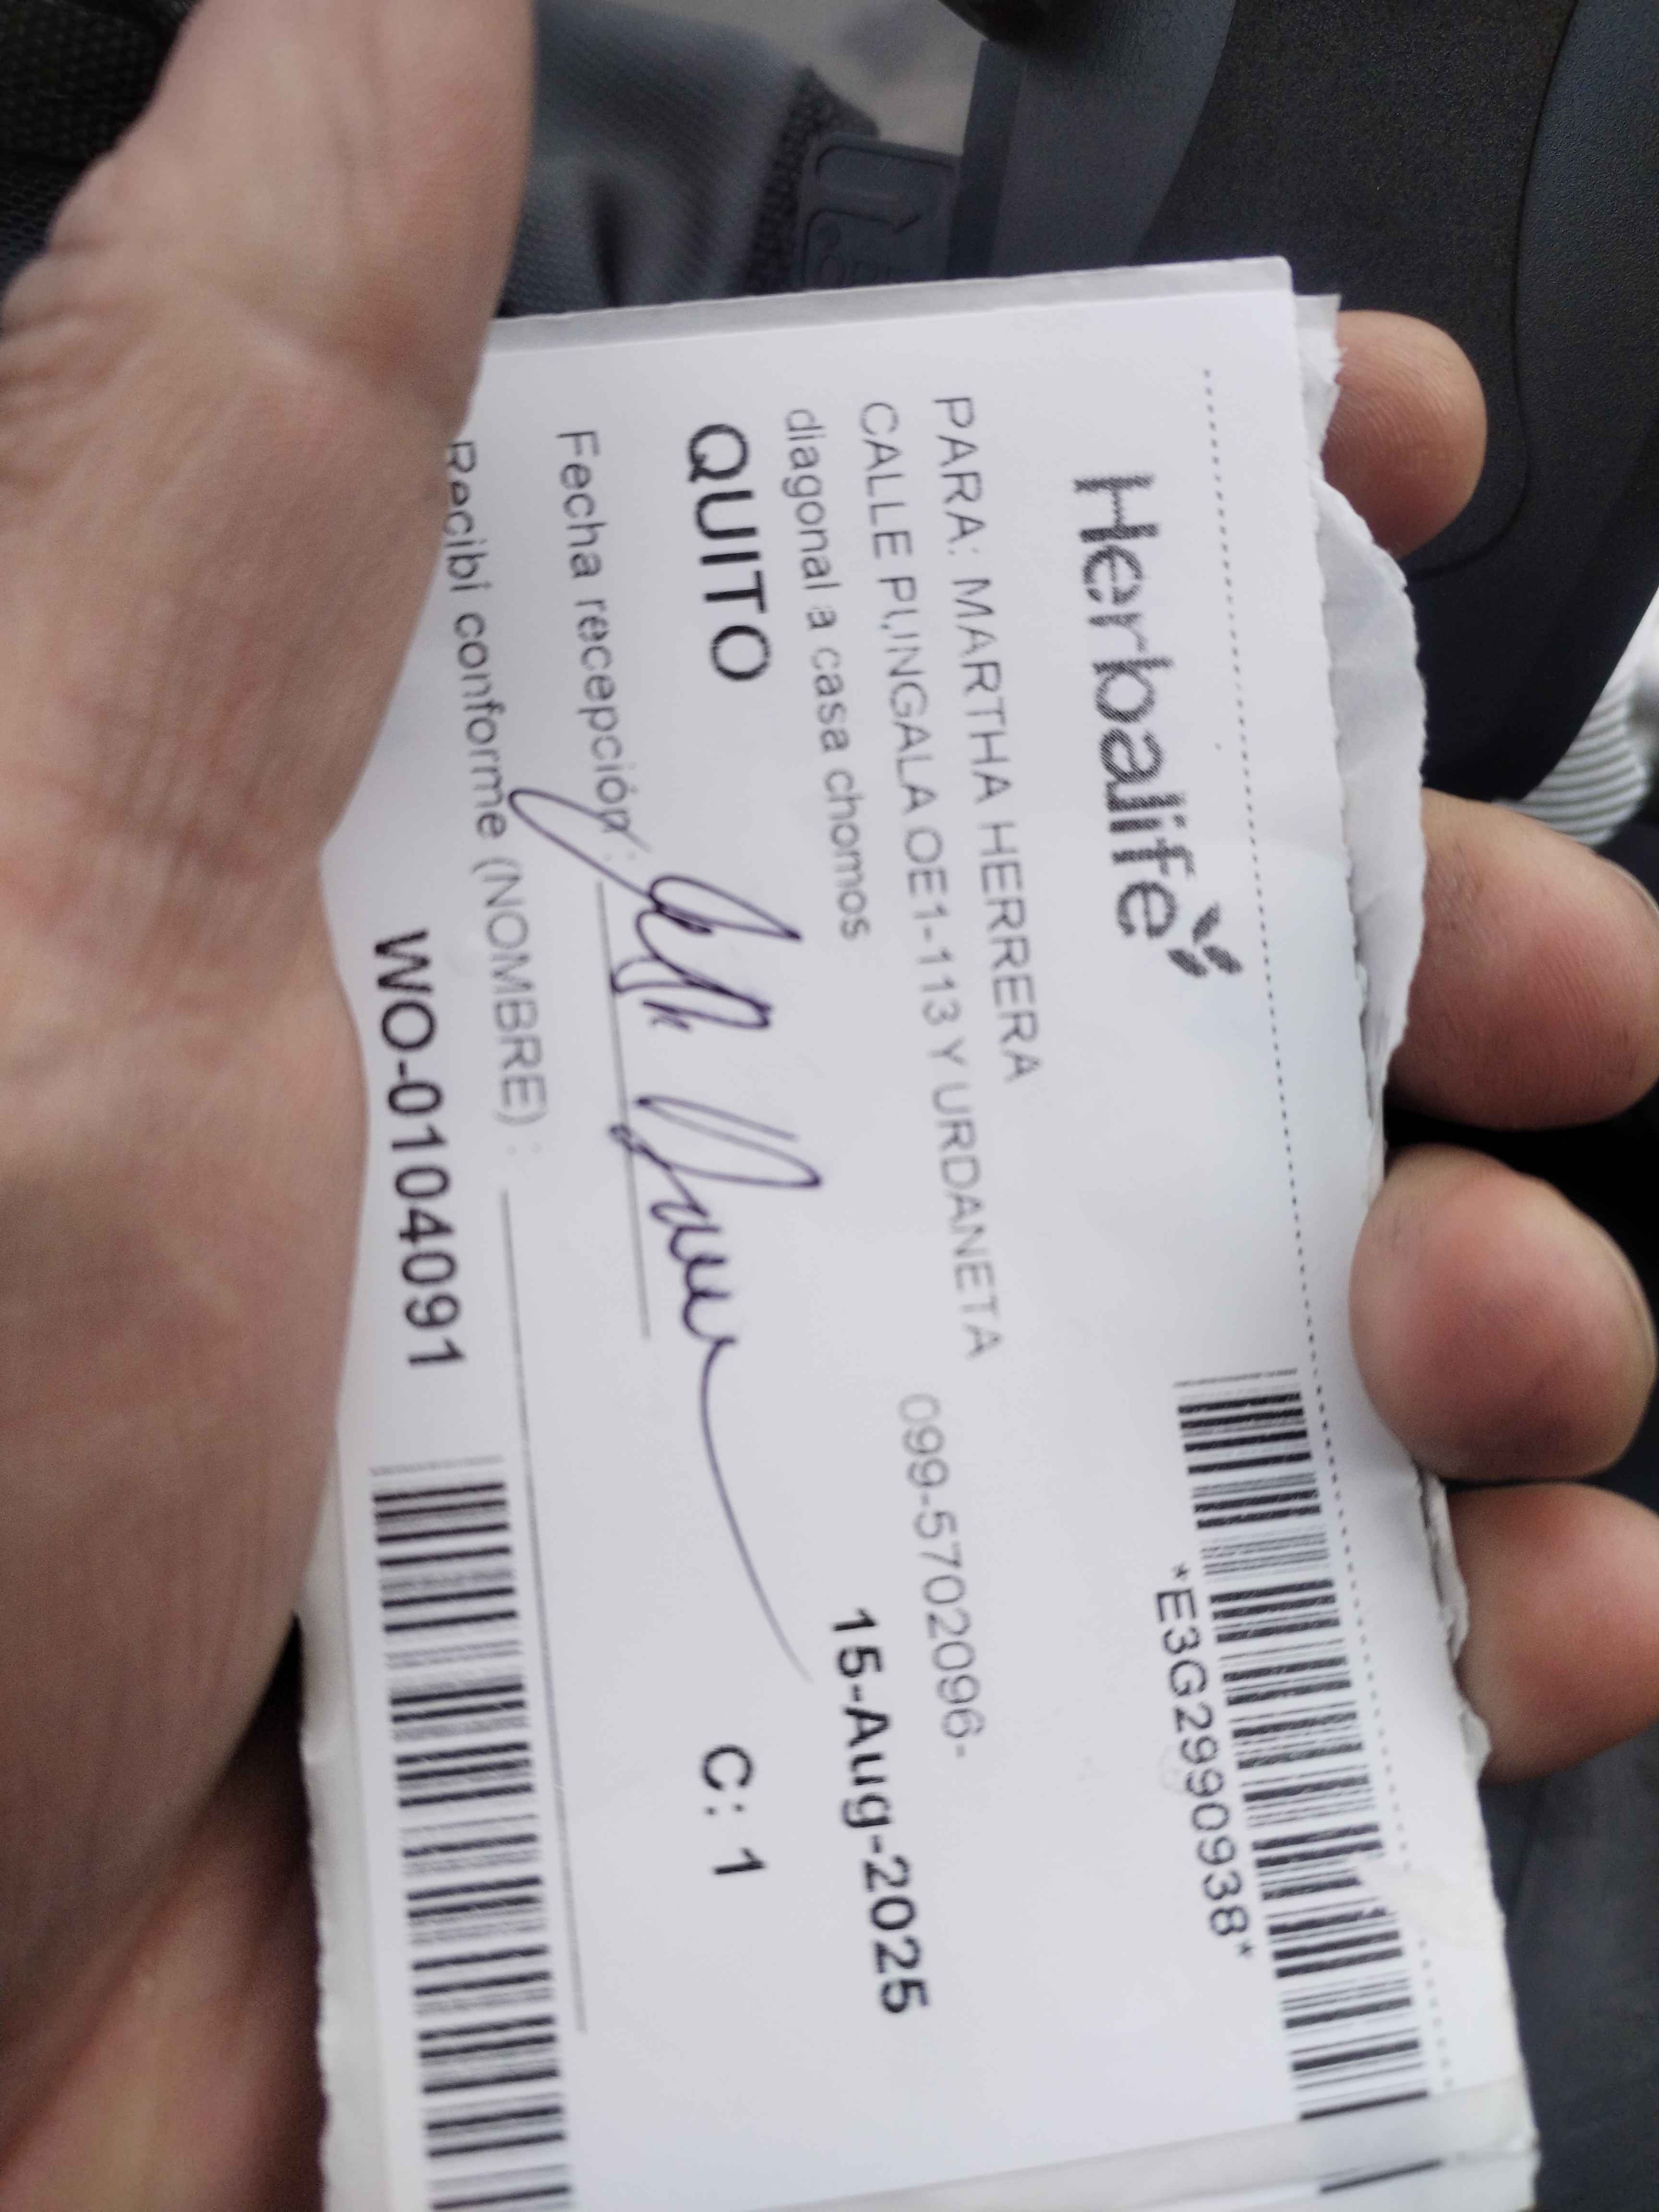 Herbalife
*E3G2990938*
PARA: MARTHA HERRERA
CALLE PUNGALA OE1-113 Y URDANETA
099-5702096-
diagonal a casa chomos
15-Aug-2025
QUITO
C: 1
Fecha recepción:
Recibí conforme (NOMBRE) :
WO-0104091